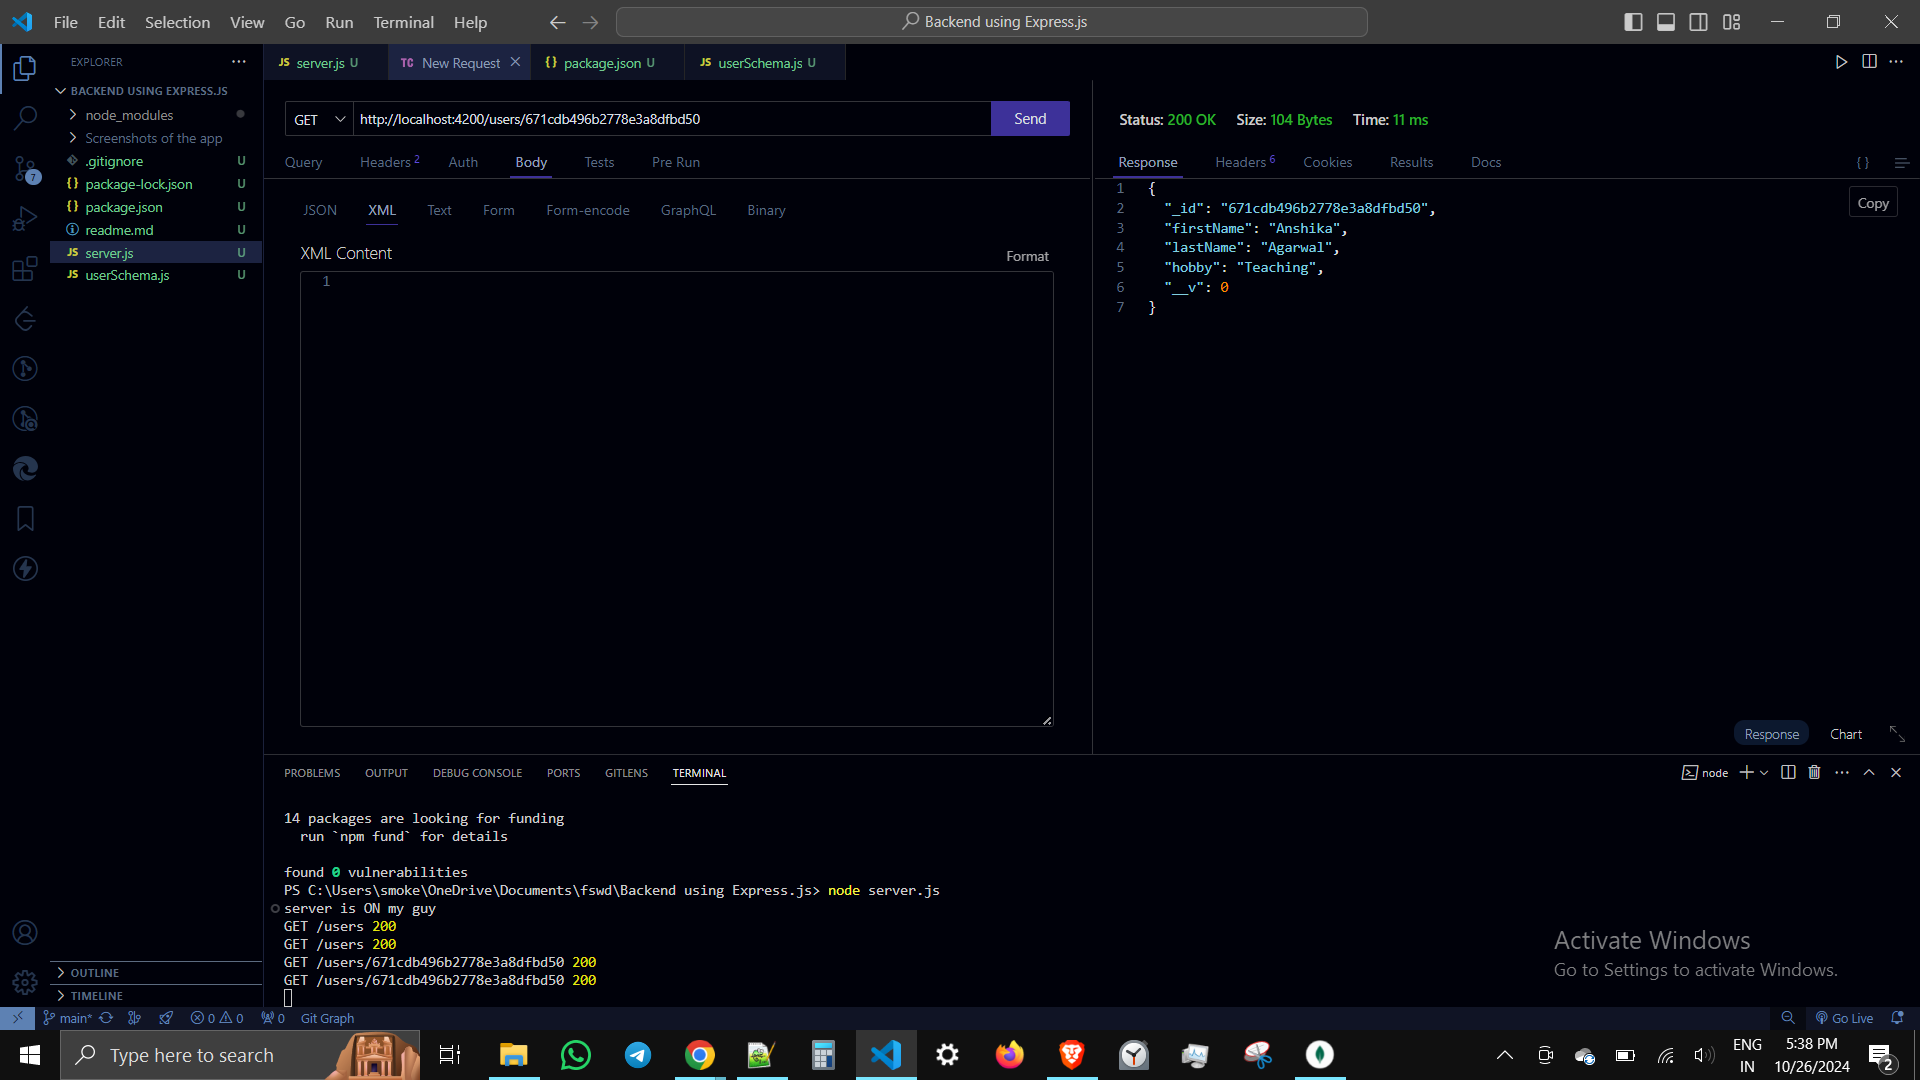 File Edit Selection View Go Run Terminal Help
Backend using Express.js
EXPLORER
BACKEND USING EXPRESS.JS
node_modules
Screenshots of the app
.gitignore U
package-lock.json U
package.json U
readme.md U
server.js U
userSchema.js U
7
OUTLINE
TIMELINE
JS server.js U
TC New Request
{} package.json U
JS userSchema.js U
GET http://localhost:4200/users/671cdb496b2778e3a8dfbd50 Send
Query Headers 2 Auth Body Tests Pre Run
JSON XML Text Form Form-encode GraphQL Binary
XML Content
Format
1
Status: 200 OK Size: 104 Bytes Time: 11 ms
Response Headers 6 Cookies Results Docs {}
Copy
1 {
2 "_id": "671cdb496b2778e3a8dfbd50",
3 "firstName": "Anshika",
4 "lastName": "Agarwal",
5 "hobby": "Teaching",
6 "__v": 0
7 }
Response Chart
PROBLEMS OUTPUT DEBUG CONSOLE PORTS GITLENS TERMINAL
node
14 packages are looking for funding
run `npm fund` for details
found 0 vulnerabilities
PS C:\Users\smoke\OneDrive\Documents\fswd\Backend using Express.js> node server.js
server is ON my guy
GET /users 200
GET /users 200
GET /users/671cdb496b2778e3a8dfbd50 200
GET /users/671cdb496b2778e3a8dfbd50 200
Activate Windows
Go to Settings to activate Windows.
main* 0 0 0 Git Graph
Go Live
Type here to search
ENG
IN
5:38 PM
10/26/2024
2